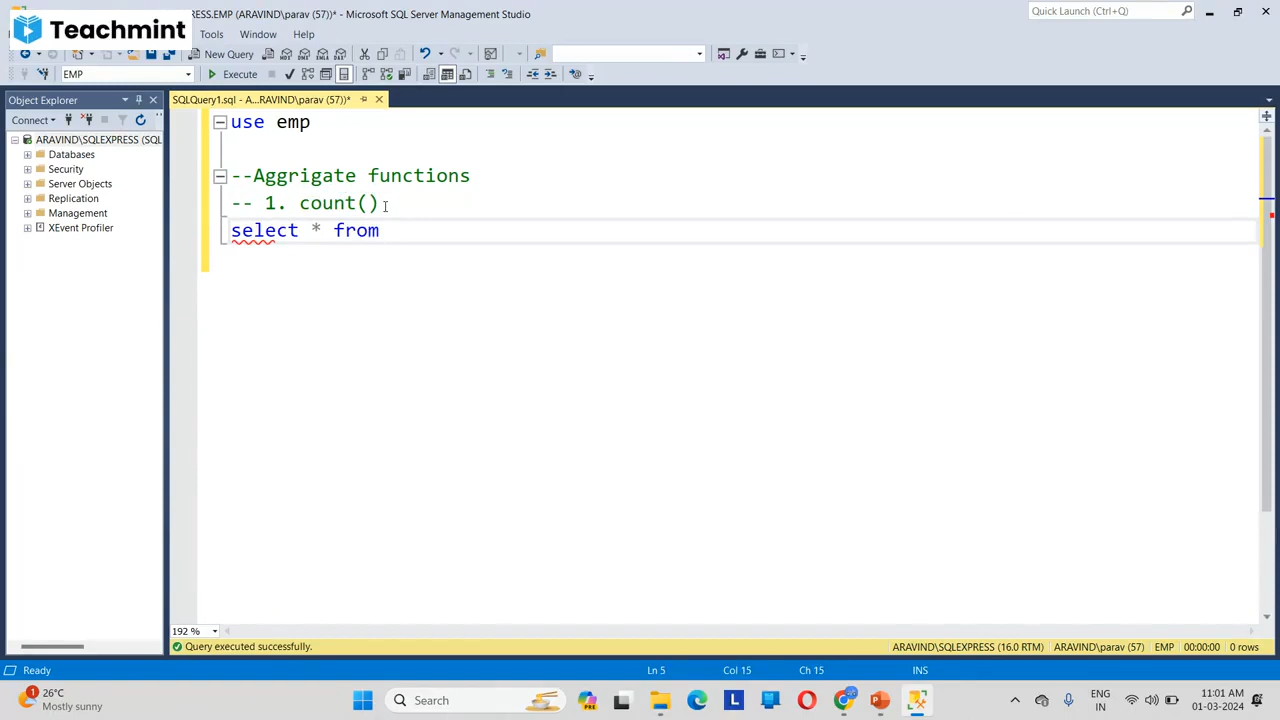 RESS.EMP (ARAVIND\parav (57))* - Microsoft SQL Server Management Studio
Quick Launch (Ctrl+Q)
Teachmint
Tools Window Help
New Query
EMP
Execute
Object Explorer
SQLQuery1.sql - A...RAVIND\parav (57))*
Connect
ARAVIND\SQLEXPRESS (SQL
Databases
Security
Server Objects
Replication
Management
XEvent Profiler
use emp
--Aggrigate functions
-- 1. count()
select * from
192 %
Query executed successfully.
ARAVIND\SQLEXPRESS (16.0 RTM) ARAVIND\parav (57) EMP 00:00:00 0 rows
Ready
Ln 5 Col 15 Ch 15 INS
1
26°C
Mostly sunny
Search
ENG
IN
11:01 AM
01-03-2024